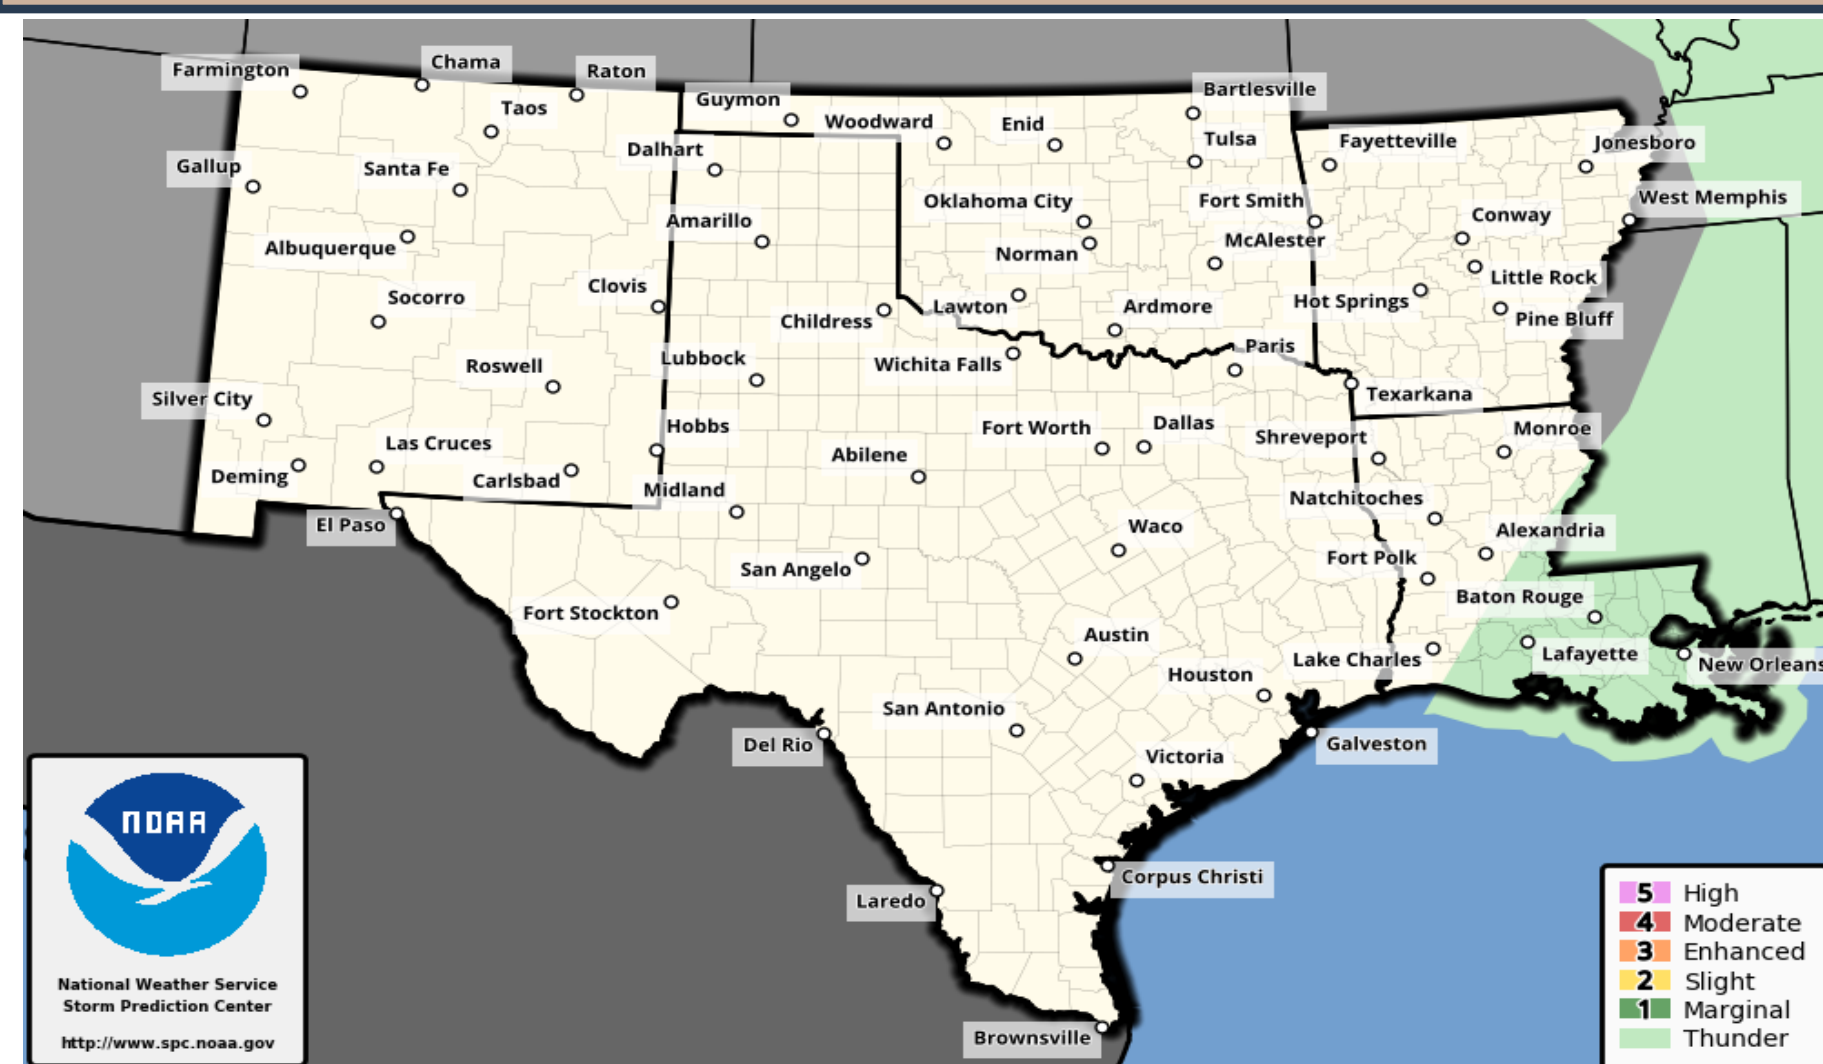 Farmington
Chama
Raton
Taos
Guymon
Woodward
Enid
Bartlesville
Tulsa
Fayetteville
Jonesboro
Gallup
Santa Fe
Dalhart
Oklahoma City
Fort Smith
Conway
West Memphis
Albuquerque
Amarillo
Norman
McAlester
Little Rock
Socorro
Clovis
Childress
Lawton
Ardmore
Hot Springs
Pine Bluff
Roswell
Lubbock
Wichita Falls
Paris
Texarkana
Silver City
Hobbs
Fort Worth
Dallas
Shreveport
Monroe
Las Cruces
Deming
Carlsbad
Midland
Abilene
Natchitoches
El Paso
Waco
Alexandria
San Angelo
Fort Polk
Fort Stockton
Baton Rouge
Austin
Lake Charles
Lafayette
New Orleans
Houston
San Antonio
Del Rio
Galveston
Victoria
Laredo
Corpus Christi
Brownsville
NOAA
National Weather Service
Storm Prediction Center
http://www.spc.noaa.gov
5 High
4 Moderate
3 Enhanced
2 Slight
1 Marginal
Thunder